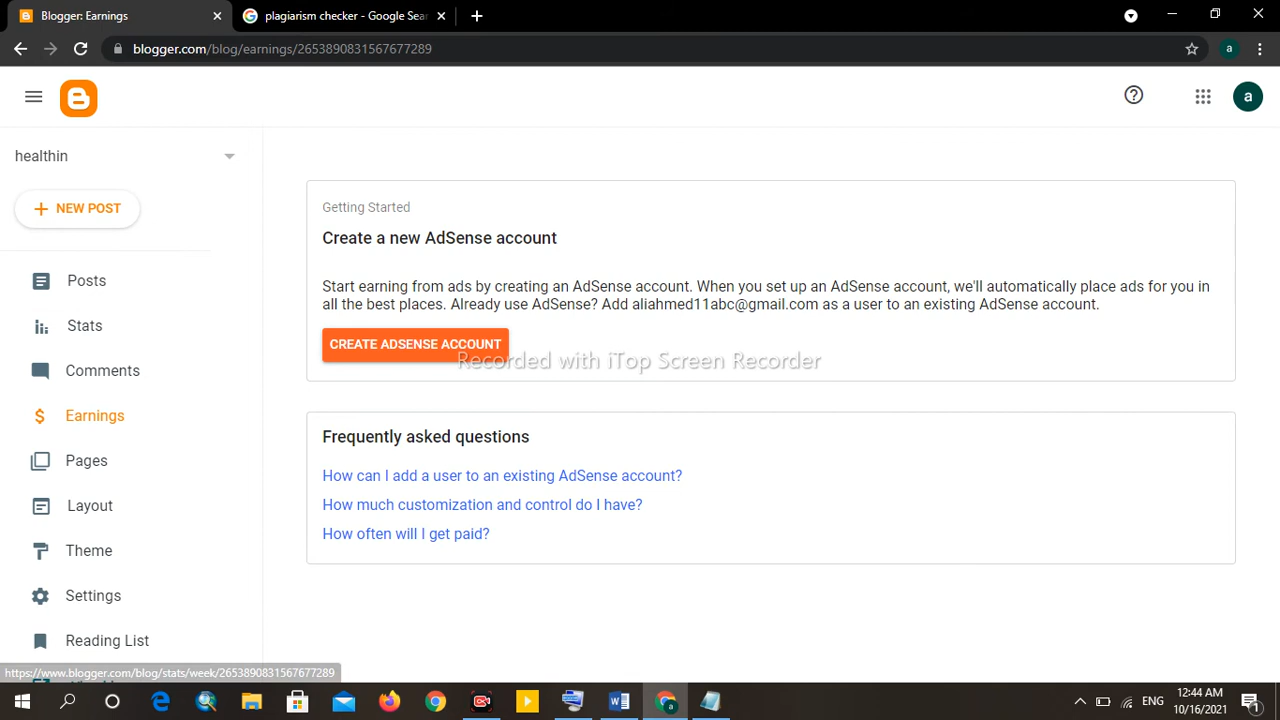 Blogger: Earnings
plagiarism checker - Google Sear
blogger.com/blog/earnings/2653890831567677289
a
a
healthin
NEW POST
Posts
Stats
Comments
Earnings
Pages
Layout
Theme
Settings
Reading List
Getting Started
Create a new AdSense account
Start earning from ads by creating an AdSense account. When you set up an AdSense account, we'll automatically place ads for you in
all the best places. Already use AdSense? Add aliahmed11abc@gmail.com as a user to an existing AdSense account.
CREATE ADSENSE ACCOUNT
Recorded with iTop Screen Recorder
Frequently asked questions
How can I add a user to an existing AdSense account?
How much customization and control do I have?
How often will I get paid?
https://www.blogger.com/blog/stats/week/2653890831567677289
ENG
12:44 AM
10/16/2021
1